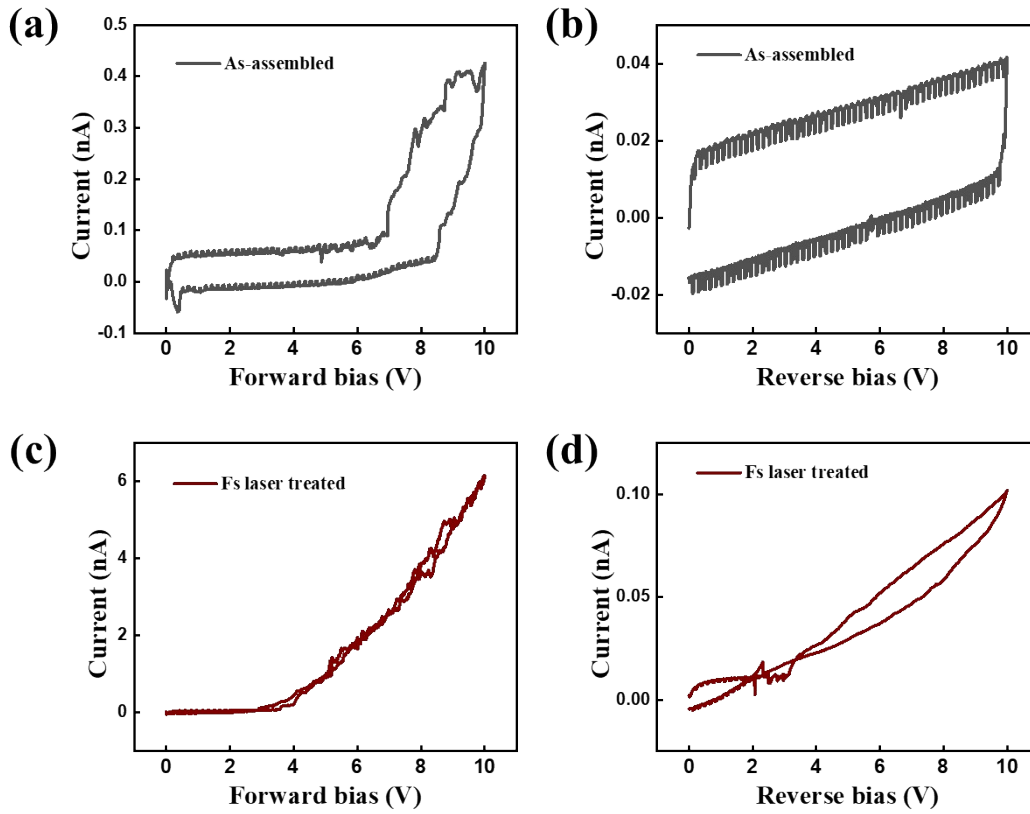 (a)
As-assembled
0.5
0.4
0.3
0.2
0.1
0.0
-0.1
Current (nA)
0 2 4 6 8 10
Forward bias (V)
(b)
As-assembled
0.04
0.02
0.00
-0.02
Current (nA)
0 2 4 6 8 10
Reverse bias (V)
(c)
Fs laser treated
6
4
2
0
Current (nA)
0 2 4 6 8 10
Forward bias (V)
(d)
Fs laser treated
0.10
0.05
0.00
Current (nA)
0 2 4 6 8 10
Reverse bias (V)